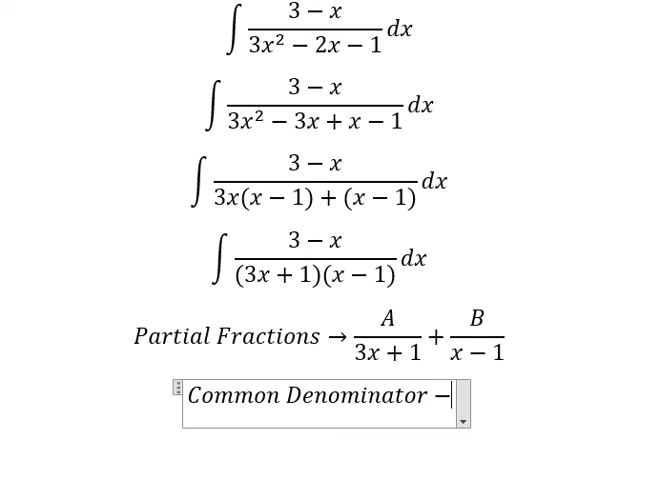 ∫ (3 − x)/(3x² − 2x − 1) dx
∫ (3 − x)/(3x² − 3x + x − 1) dx
∫ (3 − x)/(3x(x − 1) + (x − 1)) dx
∫ (3 − x)/((3x + 1)(x − 1)) dx
Partial Fractions → A/(3x + 1) + B/(x − 1)
Common Denominator −